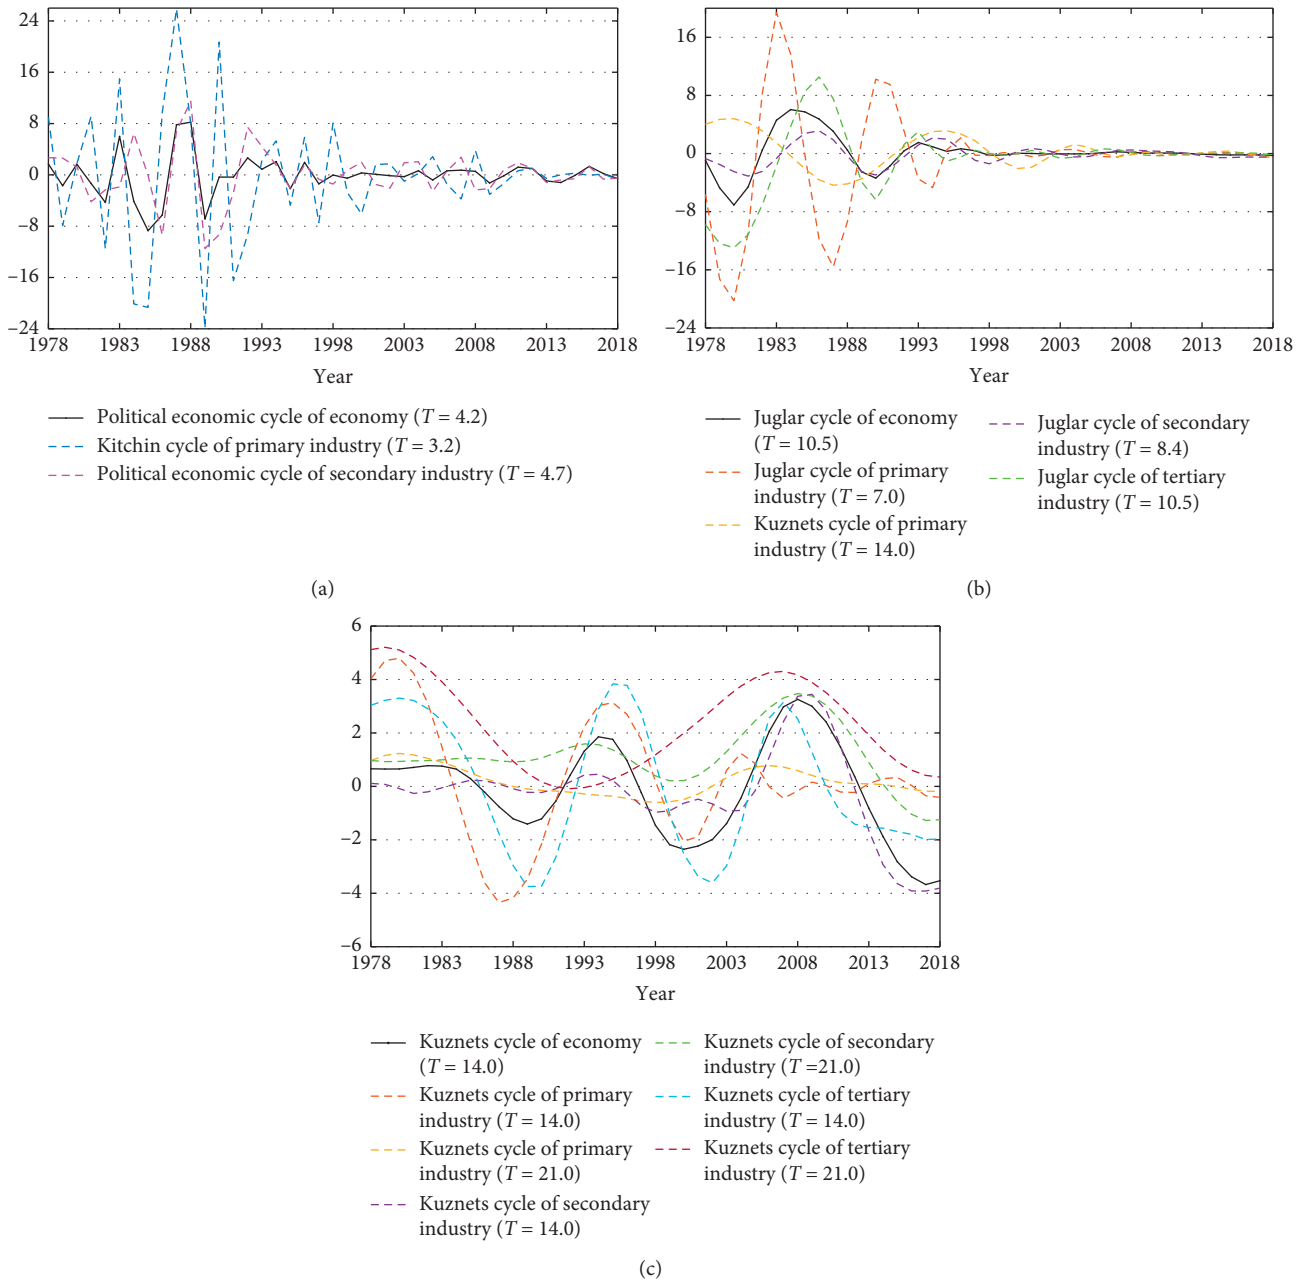 24
16
8
0
−8
−16
−24
1978 1983 1988 1993 1998 2003 2008 2013 2018
Year
Political economic cycle of economy (T = 4.2)
Kitchin cycle of primary industry (T = 3.2)
Political economic cycle of secondary industry (T = 4.7)
(a)
16
8
0
−8
−16
−24
1978 1983 1988 1993 1998 2003 2008 2013 2018
Year
Juglar cycle of economy
(T = 10.5)
Juglar cycle of primary
industry (T = 7.0)
Kuznets cycle of primary
industry (T = 14.0)
Juglar cycle of secondary
industry (T = 8.4)
Juglar cycle of tertiary
industry (T = 10.5)
(b)
6
4
2
0
−2
−4
−6
1978 1983 1988 1993 1998 2003 2008 2013 2018
Year
Kuznets cycle of economy
(T = 14.0)
Kuznets cycle of primary
industry (T = 14.0)
Kuznets cycle of primary
industry (T = 21.0)
Kuznets cycle of secondary
industry (T = 14.0)
Kuznets cycle of secondary
industry (T =21.0)
Kuznets cycle of tertiary
industry (T = 14.0)
Kuznets cycle of tertiary
industry (T = 21.0)
(c)